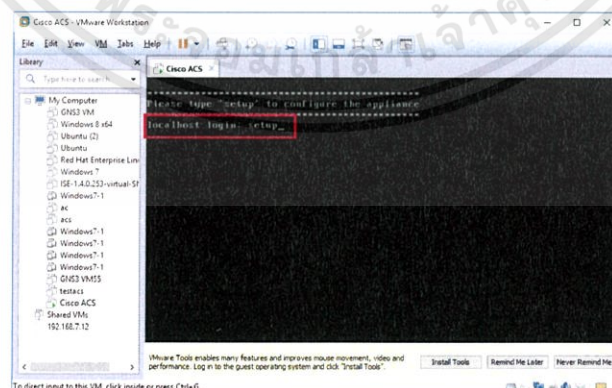 Cisco ACS - VMware Workstation
File Edit View VM Tabs Help
Library
Type here to search
Cisco ACS
My Computer
GNS3 VM
Windows 8 x64
Ubuntu (2)
Ubuntu
Red Hat Enterprise Lin
Windows 7
ISE-1.4.0.253-virtual-SN
Windows7-1
ac
acs
Windows7-1
Windows7-1
Windows7-1
Windows7-1
GNS3 VMSS
testacs
Cisco ACS
Shared VMs
192.168.7.12
Please type "setup" to configure the appliance
localhost login: setup_
VMware Tools enables many features and improves mouse movement, video and
performance. Log in to the guest operating system and click "Install Tools".
Install Tools
Remind Me Later
Never Remind Me
To direct input to this VM, click inside or press Ctrl+G.